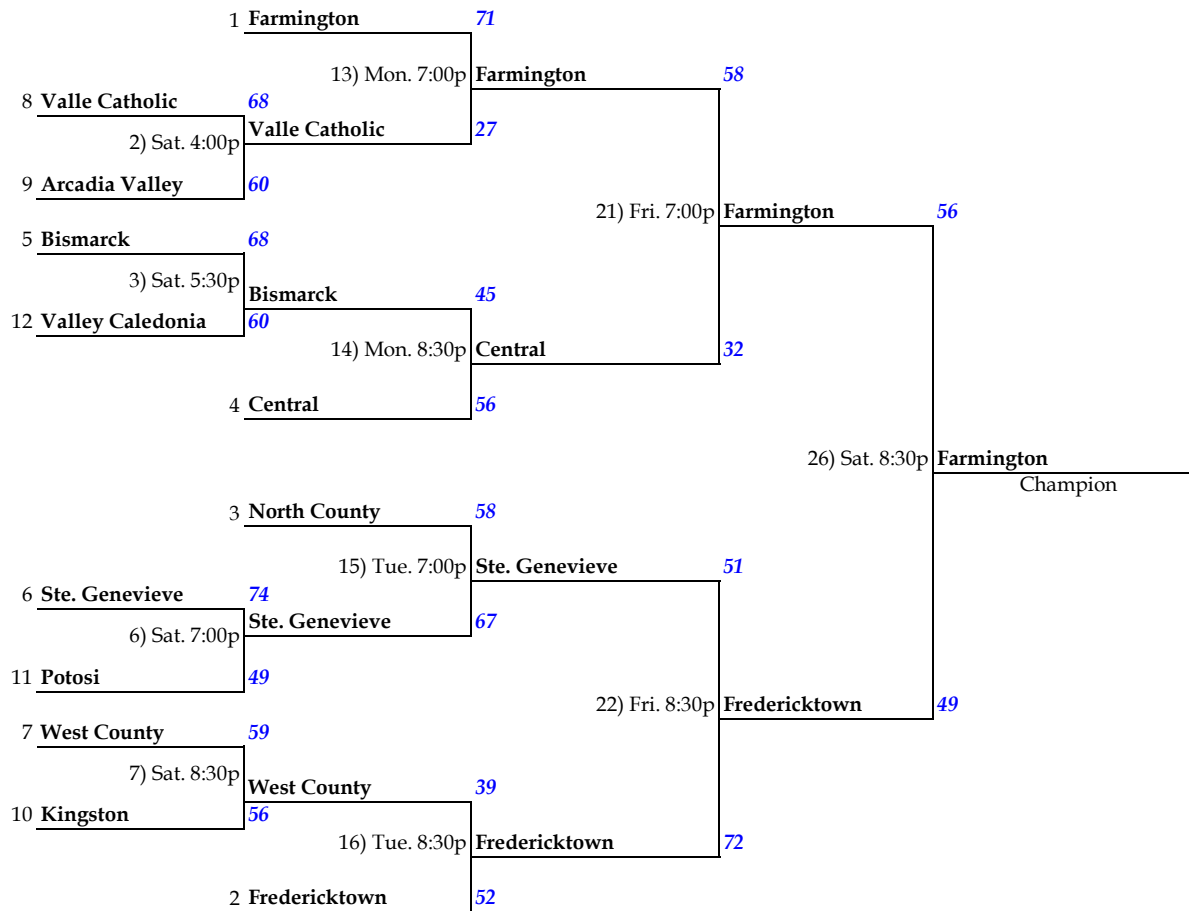 1 Farmington 71
13) Mon. 7:00p Farmington 58
8 Valle Catholic 68
2) Sat. 4:00p Valle Catholic 27
9 Arcadia Valley 60
21) Fri. 7:00p Farmington 56
5 Bismarck 68
3) Sat. 5:30p
Bismarck 45
12 Valley Caledonia 60
14) Mon. 8:30p Central 32
4 Central 56
26) Sat. 8:30p Farmington
Champion
3 North County 58
15) Tue. 7:00p Ste. Genevieve 51
6 Ste. Genevieve 74
6) Sat. 7:00p Ste. Genevieve 67
11 Potosi 49
22) Fri. 8:30p Fredericktown 49
7 West County 59
7) Sat. 8:30p
West County 39
10 Kingston 56
16) Tue. 8:30p Fredericktown 72
2 Fredericktown 52